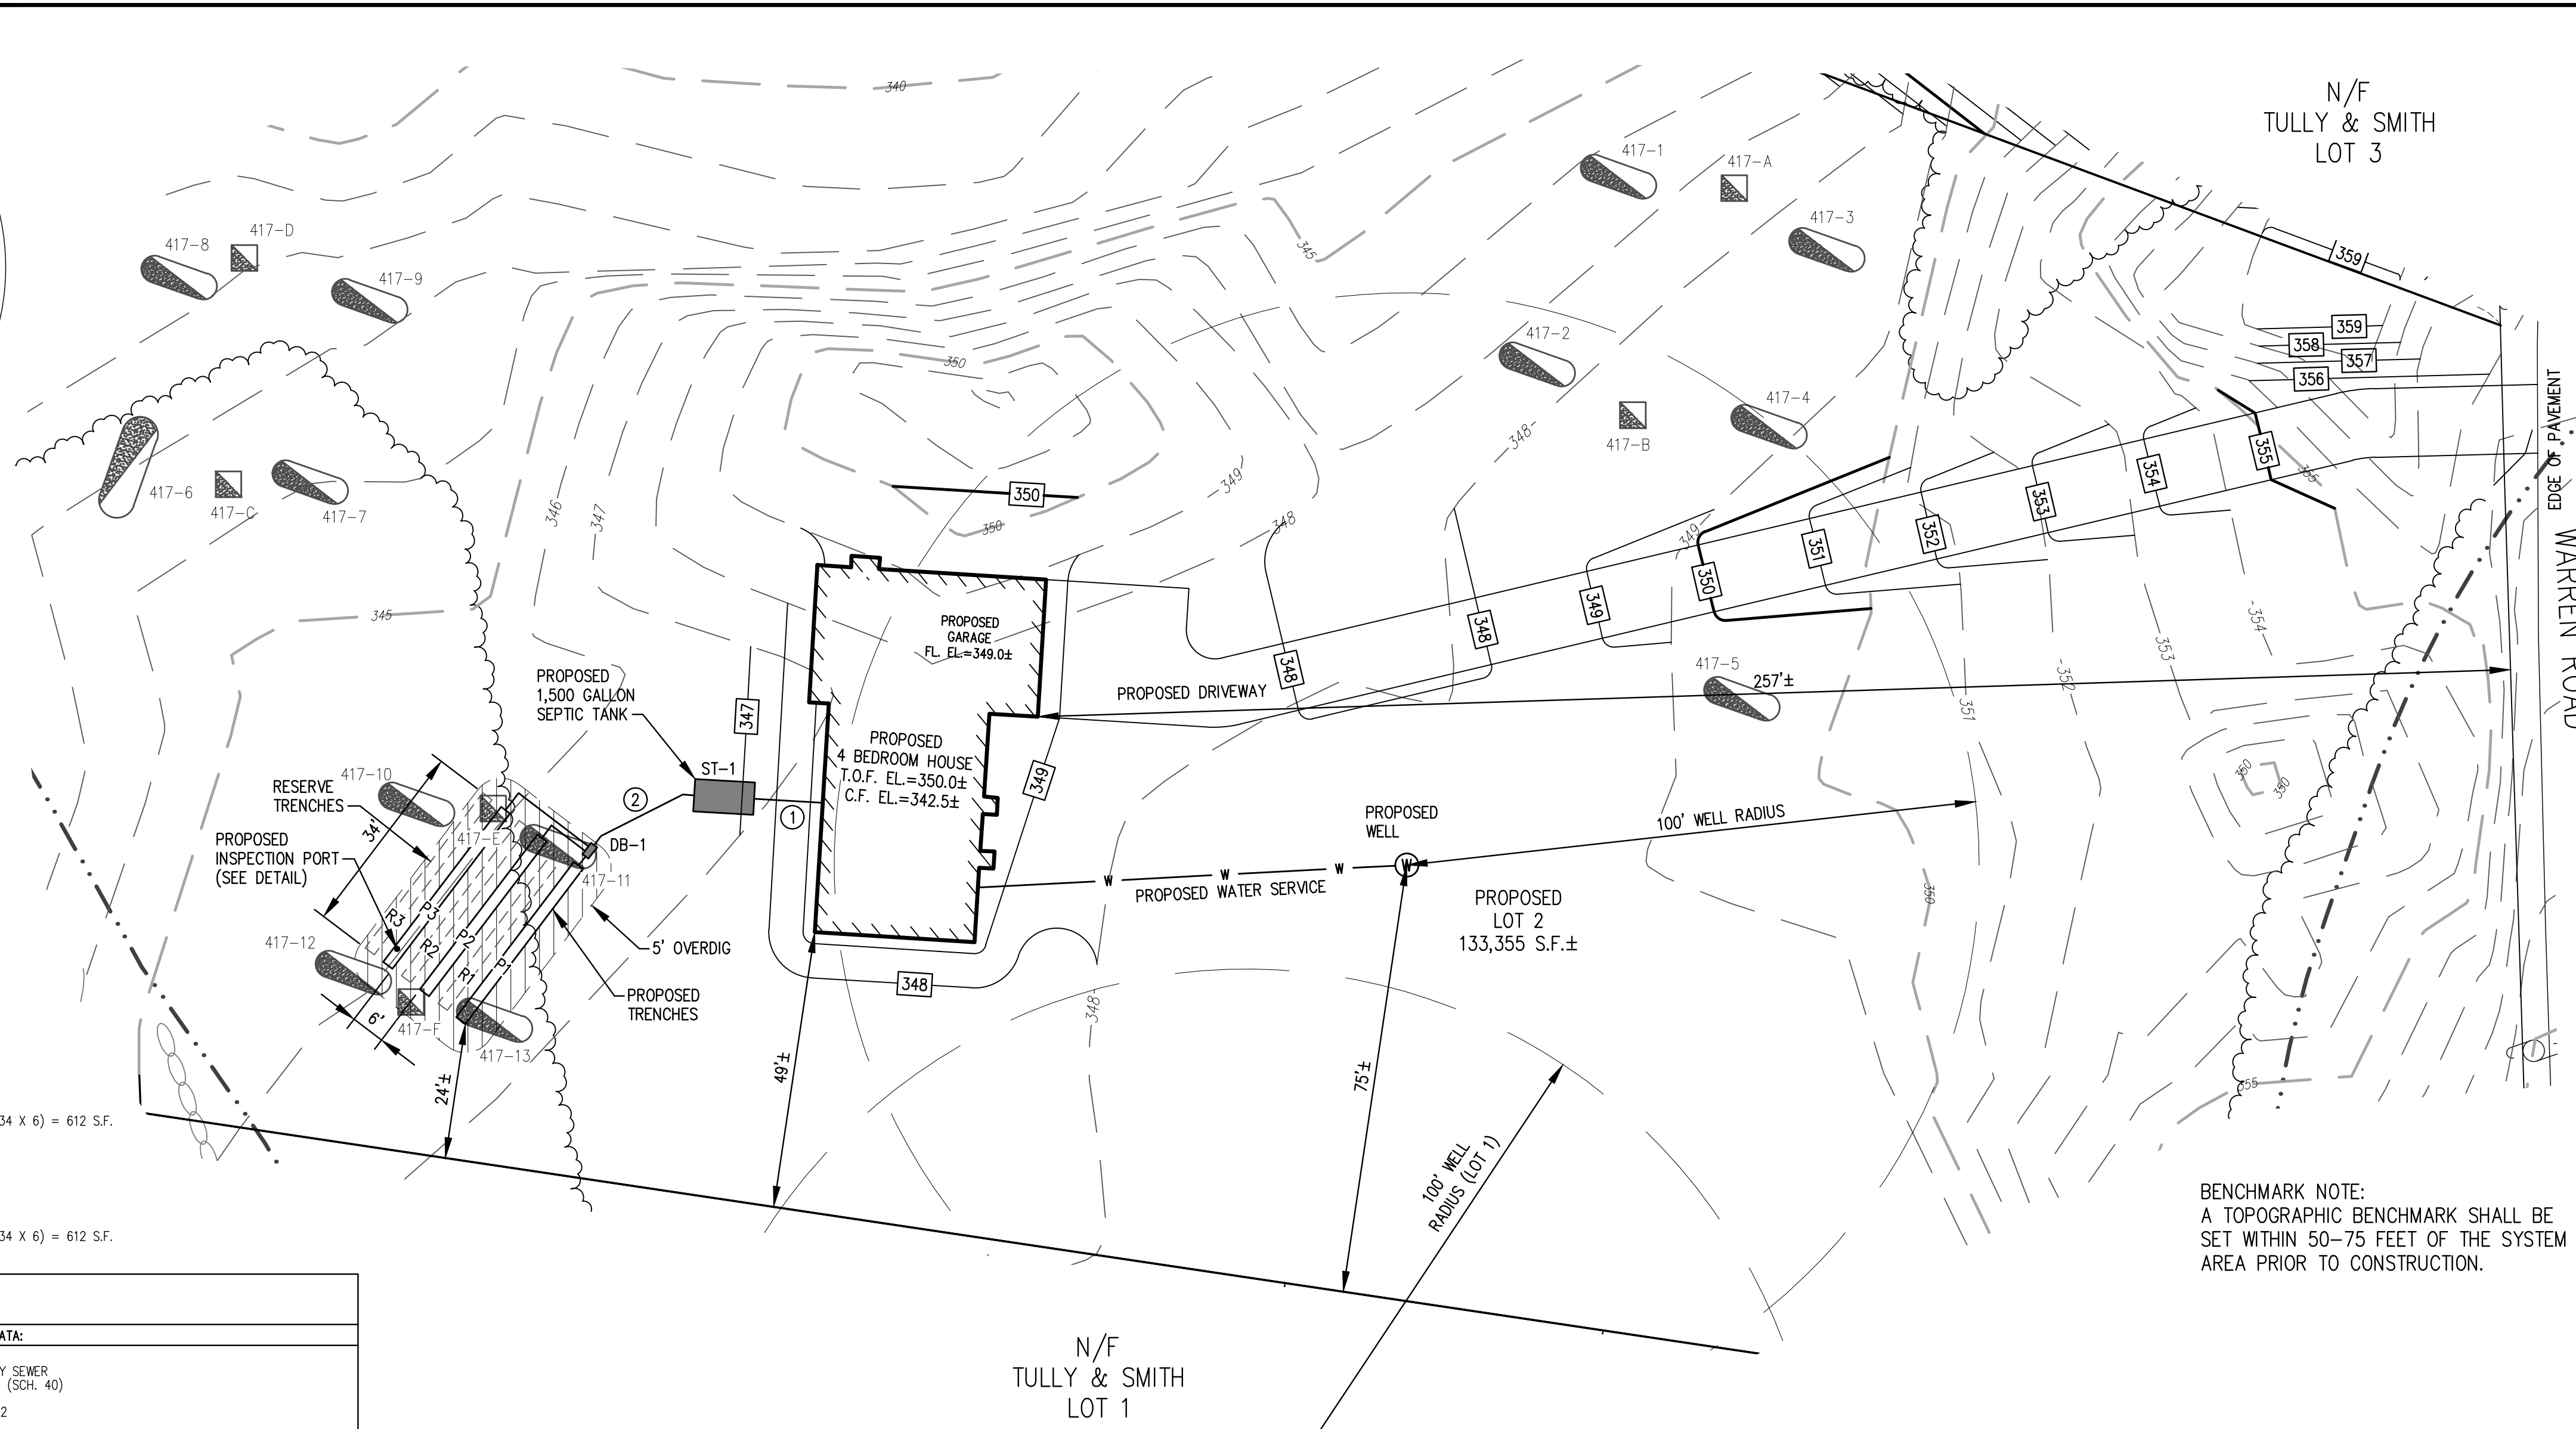 340
N/F
TULLY & SMITH
LOT 3
417-1
417-A
417-3
417-8
417-D
417-9
345
359
417-2
359
358
357
356
350
417-4
417-B
348
349
417-6
417-C
417-7
346
347
350
350
348
349
355
355
354
353
352
351
350
349
348
348
EDGE OF PAVEMENT
WARREN ROAD
345
PROPOSED
GARAGE
FL. EL.=349.0±
354
353
352
351
PROPOSED
1,500 GALLON
SEPTIC TANK
347
PROPOSED DRIVEWAY
417-5
257'±
PROPOSED
4 BEDROOM HOUSE
T.O.F. EL.=350.0±
C.F. EL.=342.5±
349
ST-1
417-10
RESERVE
TRENCHES
34'
2
1
350
350
PROPOSED
INSPECTION PORT
(SEE DETAIL)
417-E
DB-1
417-11
PROPOSED
WELL
W
100' WELL RADIUS
W
W
W
PROPOSED WATER SERVICE
350
R3
P3
R2
P2
R1
P1
417-12
5' OVERDIG
PROPOSED
LOT 2
133,355 S.F.±
348
348
PROPOSED
TRENCHES
6'
417-F
417-13
24'±
49'±
75'±
355
34 X 6) = 612 S.F.
100' WELL
RADIUS (LOT 1)
34 X 6) = 612 S.F.
BENCHMARK NOTE:
A TOPOGRAPHIC BENCHMARK SHALL BE
SET WITHIN 50-75 FEET OF THE SYSTEM
AREA PRIOR TO CONSTRUCTION.
ATA:
Y SEWER
(SCH. 40)
2
N/F
TULLY & SMITH
LOT 1